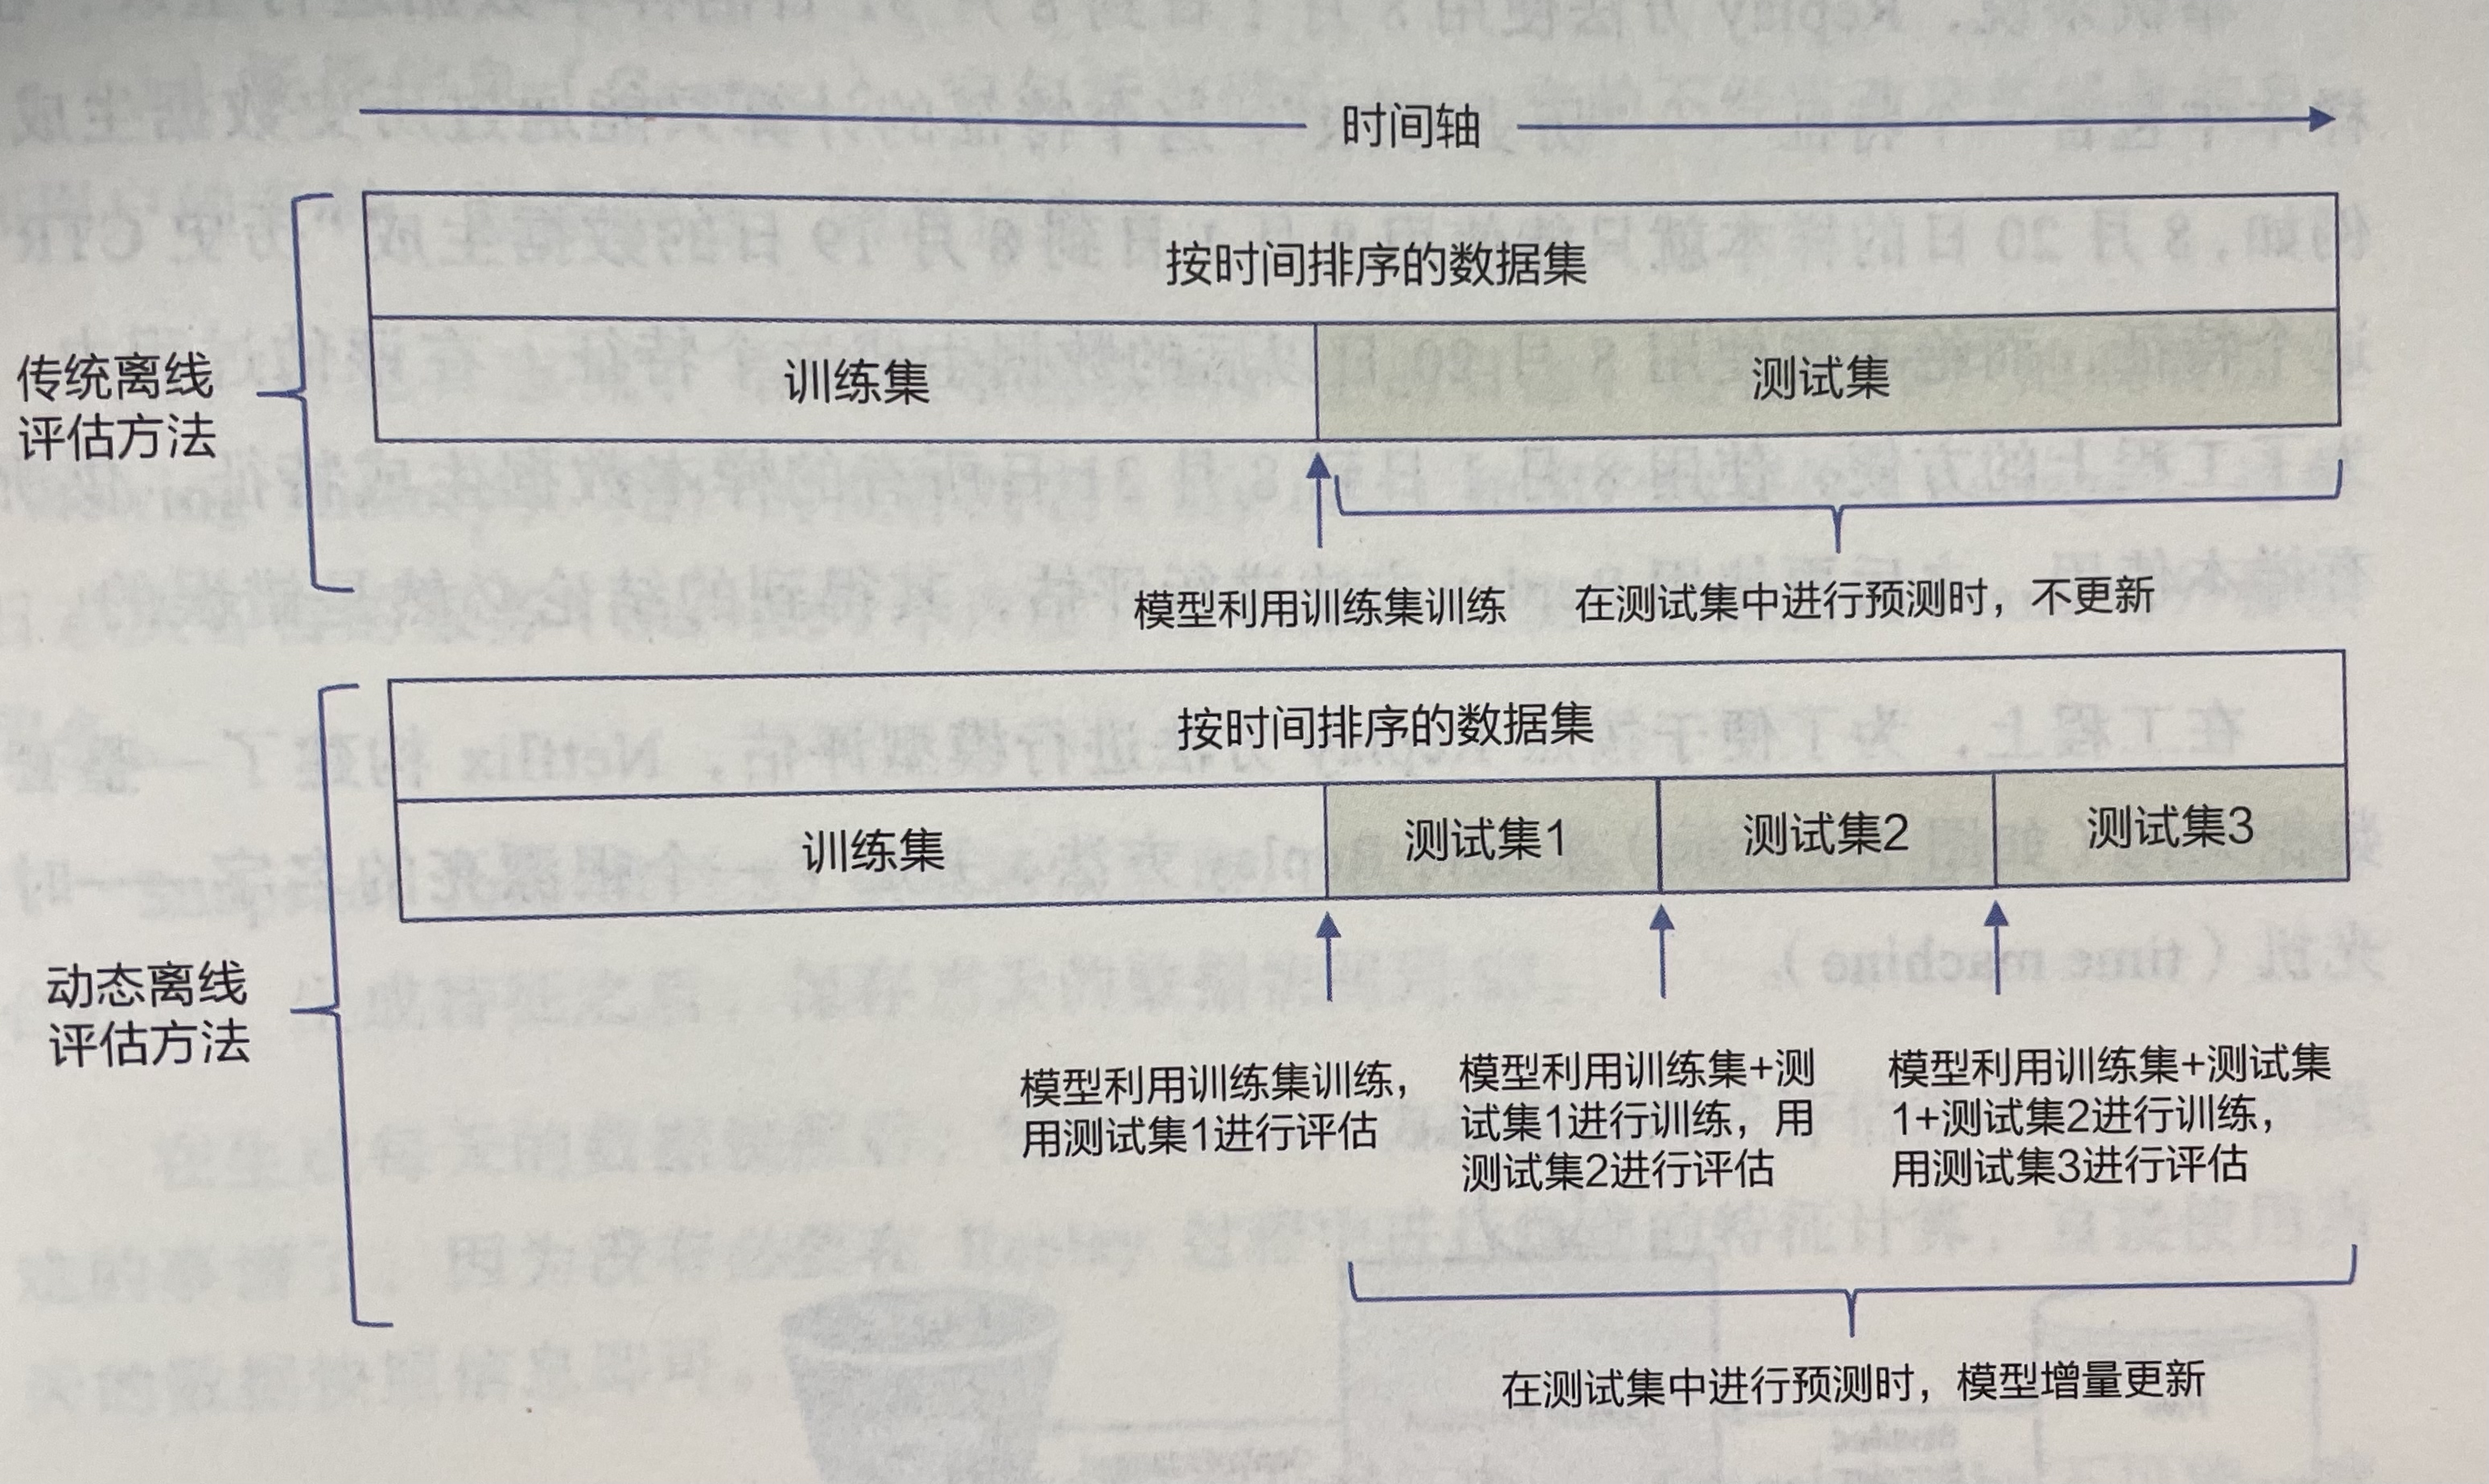 时间轴
按时间排序的数据集
训练集
测试集
传统离线
评估方法
模型利用训练集训练
在测试集中进行预测时，不更新
按时间排序的数据集
训练集
测试集1
测试集2
测试集3
动态离线
评估方法
模型利用训练集训练，
用测试集1进行评估
模型利用训练集+测
试集1进行训练，用
测试集2进行评估
模型利用训练集+测试集
1+测试集2进行训练，
用测试集3进行评估
在测试集中进行预测时，模型增量更新